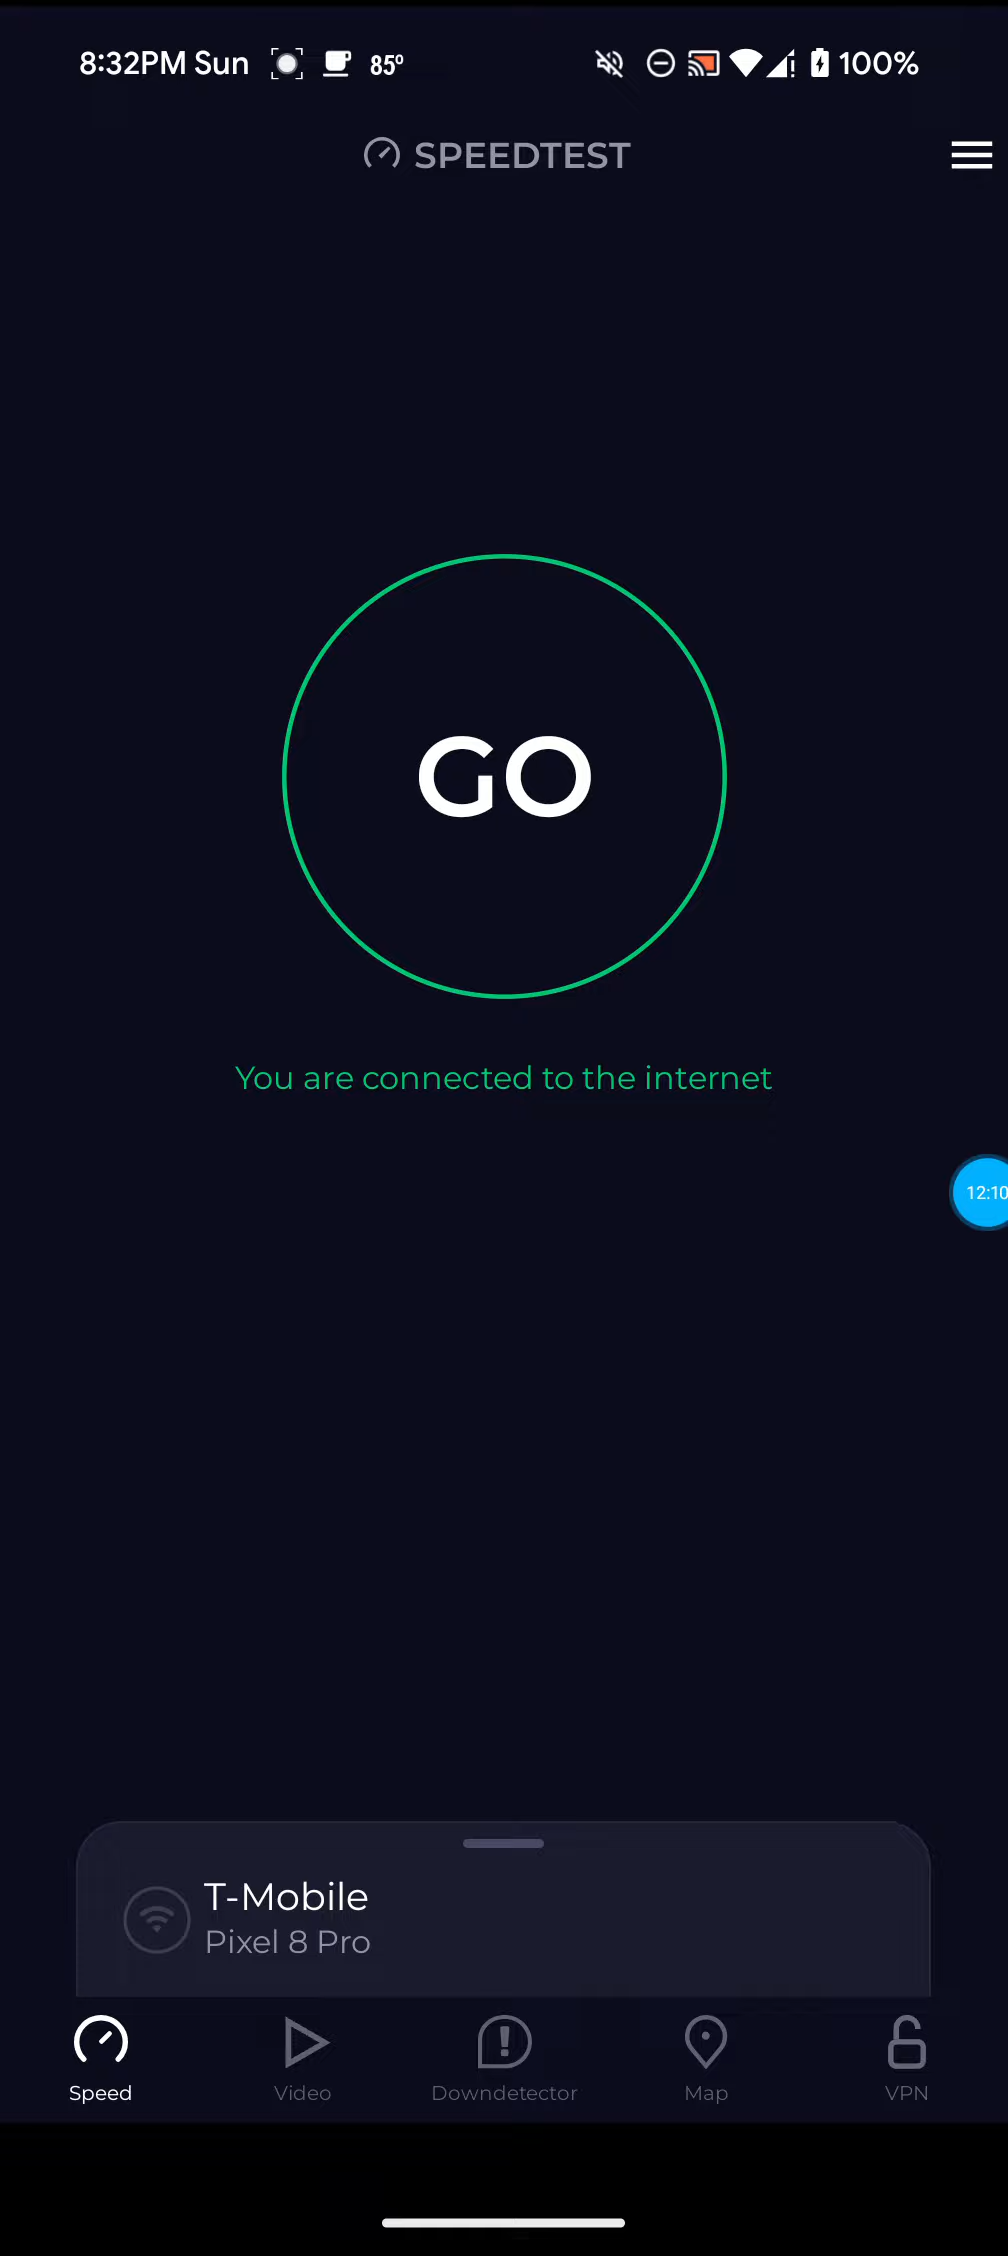 8:32PM Sun 85° 100%
SPEEDTEST
GO
You are connected to the internet
12:10
T-Mobile
Pixel 8 Pro
Speed Video Downdetector Map VPN